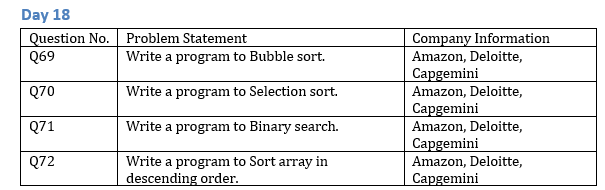 Day 18
Question No. Problem Statement Company Information
Q69 Write a program to Bubble sort. Amazon, Deloitte,
Capgemini
Q70 Write a program to Selection sort. Amazon, Deloitte,
Capgemini
Q71 Write a program to Binary search. Amazon, Deloitte,
Capgemini
Q72 Write a program to Sort array in Amazon, Deloitte,
descending order. Capgemini